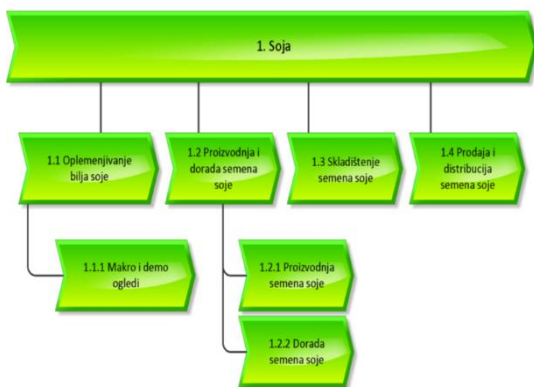 1. Soja
1.1 Oplemenjivanje
bilja soje
1.2 Proizvodnja i
dorada semena
soje
1.3 Skladištenje
semena soje
1.4 Prodaja i
distribucija
semena soje
1.1.1 Makro i demo
ogledi
1.2.1 Proizvodnja
semena soje
1.2.2 Dorada
semena soje